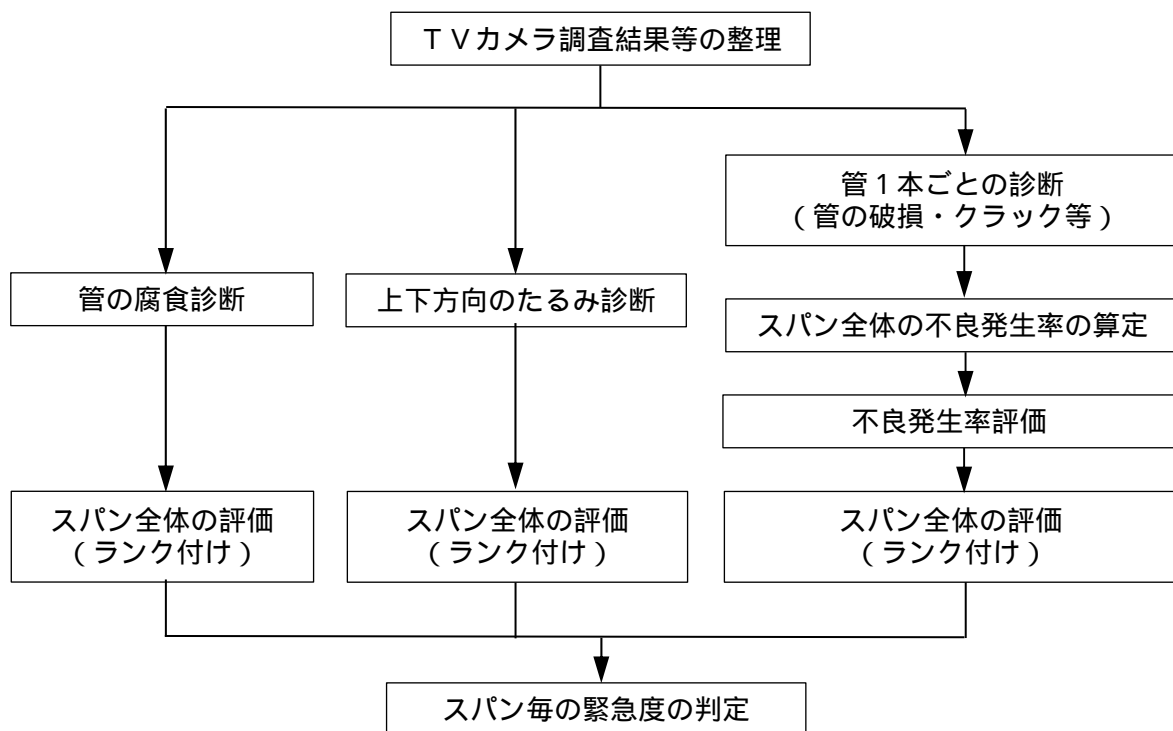 ＴＶカメラ調査結果等の整理
管１本ごとの診断
（管の破損・クラック等）
管の腐食診断
上下方向のたるみ診断
スパン全体の不良発生率の算定
不良発生率評価
スパン全体の評価
（ランク付け）
スパン全体の評価
（ランク付け）
スパン全体の評価
（ランク付け）
スパン毎の緊急度の判定